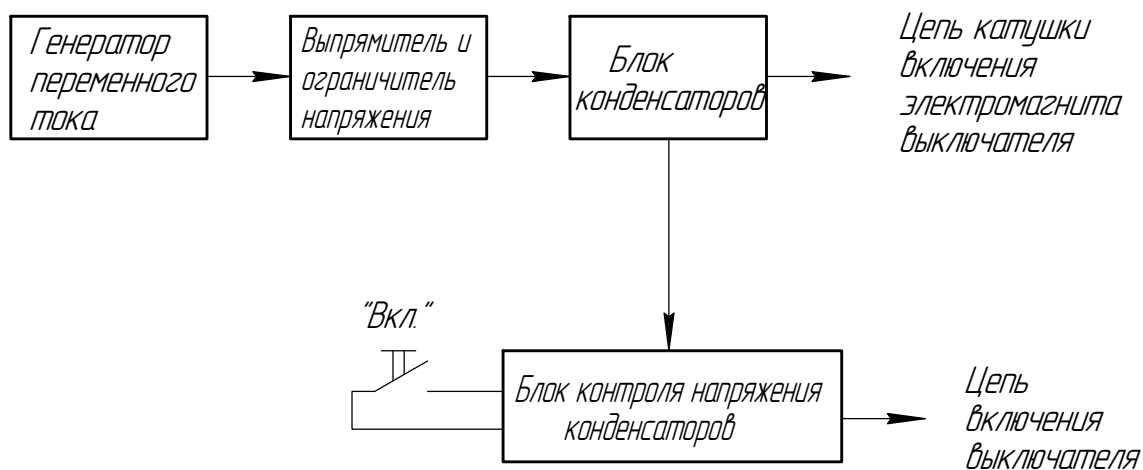 Генератор
переменного
тока
Выпрямитель и
ограничитель
напряжения
Блок
конденсаторов
Цепь катушки
включения
электромагнита
выключателя
"Вкл."
Блок контроля напряжения
конденсаторов
Цепь
включения
выключателя